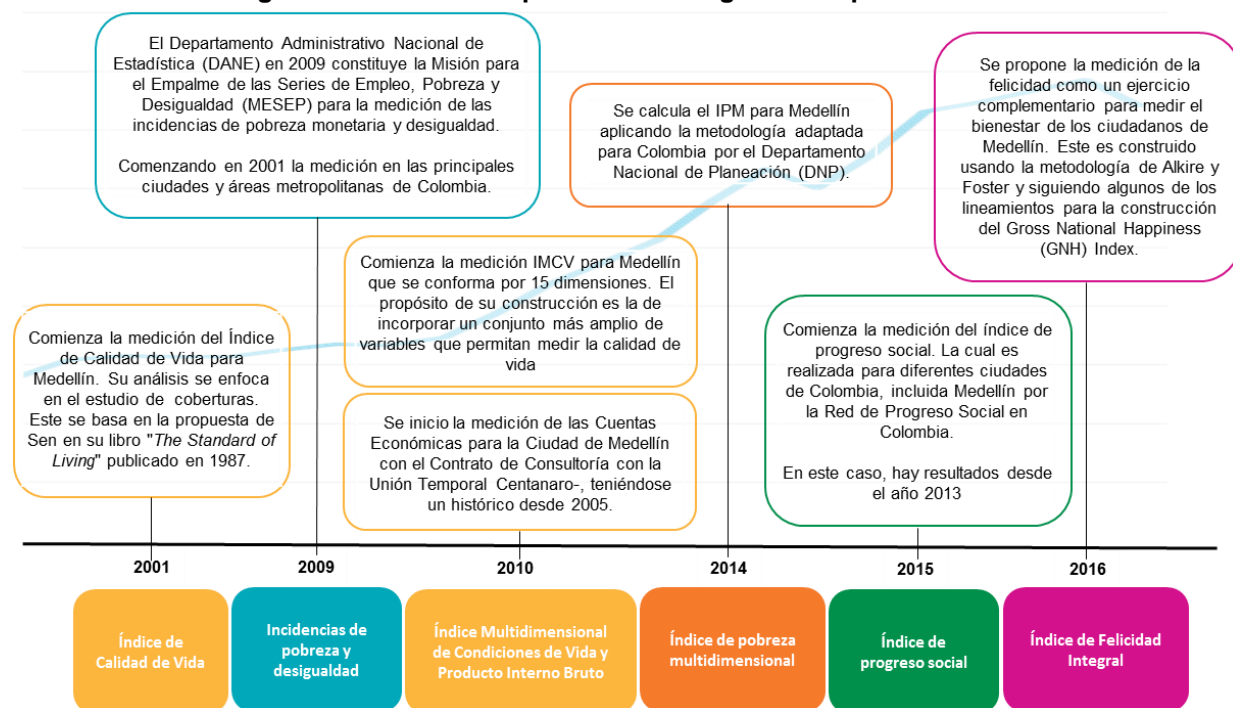 El Departamento Administrativo Nacional de
Estadística (DANE) en 2009 constituye la Misión para
el Empalme de las Series de Empleo, Pobreza y
Desigualdad (MESEP) para la medición de las
incidencias de pobreza monetaria y desigualdad.
Comenzando en 2001 la medición en las principales
ciudades y áreas metropolitanas de Colombia.
Se calcula el IPM para Medellín
aplicando la metodología adaptada
para Colombia por el Departamento
Nacional de Planeación (DNP).
Se propone la medición de la
felicidad como un ejercicio
complementario para medir el
bienestar de los ciudadanos de
Medellín. Este es construido
usando la metodología de Alkire y
Foster y siguiendo algunos de los
lineamientos para la construcción
del Gross National Happiness
(GNH) Index.
Comienza la medición IMCV para Medellín
que se conforma por 15 dimensiones. El
propósito de su construcción es la de
incorporar un conjunto más amplio de
variables que permitan medir la calidad de
vida
Comienza la medición del Índice
de Calidad de Vida para
Medellín. Su análisis se enfoca
en el estudio de coberturas.
Este se basa en la propuesta de
Sen en su libro "The Standard of
Living" publicado en 1987.
Se inicio la medición de las Cuentas
Económicas para la Ciudad de Medellín
con el Contrato de Consultoría con la
Unión Temporal Centanaro-, teniéndose
un histórico desde 2005.
Comienza la medición del índice de
progreso social. La cual es
realizada para diferentes ciudades
de Colombia, incluida Medellín por
la Red de Progreso Social en
Colombia.
En este caso, hay resultados desde
el año 2013
2001 2009 2010 2014 2015 2016
Índice de
Calidad de Vida
Incidencias de
pobreza y
desigualdad
Índice Multidimensional
de Condiciones de Vida y
Producto Interno Bruto
Índice de pobreza
multidimensional
Índice de
progreso social
Índice de Felicidad
Integral